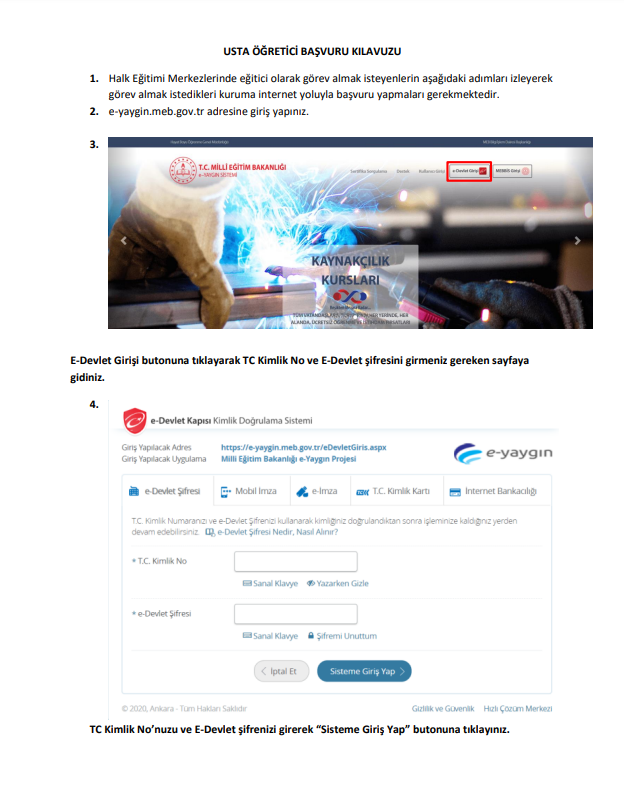 USTA ÖĞRETİCİ BAŞVURU KILAVUZU
1. Halk Eğitimi Merkezlerinde eğitici olarak görev almak isteyenlerin aşağıdaki adımları izleyerek
görev almak istedikleri kuruma internet yoluyla başvuru yapmaları gerekmektedir.
2. e-yaygin.meb.gov.tr adresine giriş yapınız.
3.
T.C. MİLLİ EĞİTİM BAKANLIĞI
e-YAYGIN SİSTEMİ
Sertifika Sorgulama Destek Kullanıcı Girişi e-Devlet Girişi MEBBİS Girişi
KAYNAKÇILIK
KURSLARI
E-Devlet Girişi butonuna tıklayarak TC Kimlik No ve E-Devlet şifresini girmeniz gereken sayfaya
gidiniz.
4.
e-Devlet Kapısı Kimlik Doğrulama Sistemi
Giriş Yapılacak Adres https://e-yaygin.meb.gov.tr/eDevletGiris.aspx
Giriş Yapılacak Uygulama Milli Eğitim Bakanlığı e-Yaygın Projesi
e-yaygın
e-Devlet Şifresi Mobil İmza e-İmza T.C. Kimlik Kartı İnternet Bankacılığı
T.C. Kimlik Numaranızı ve e-Devlet Şifrenizi kullanarak kimliğiniz doğrulandıktan sonra işleminize kaldığınız yerden
devam edebilirsiniz. e-Devlet Şifresi Nedir, Nasıl Alınır?
* T.C. Kimlik No
Sanal Klavye Yazarken Gizle
* e-Devlet Şifresi
Sanal Klavye Şifremi Unuttum
İptal Et Sisteme Giriş Yap
© 2020, Ankara - Tüm Hakları Saklıdır Gizlilik ve Güvenlik Hızlı Çözüm Merkezi
TC Kimlik No’nuzu ve E-Devlet şifrenizi girerek “Sisteme Giriş Yap” butonuna tıklayınız.